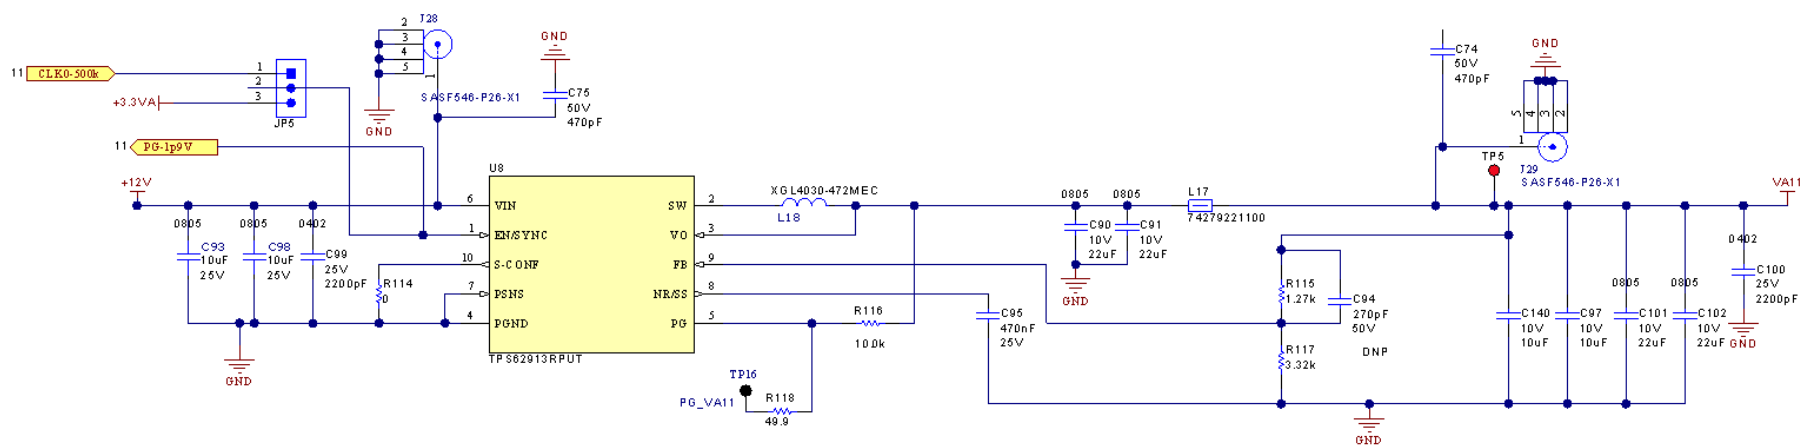 11 CLK0-500k
+3.3VA
1
2
3
JP5
11 PG-1p9V
J28
2
3
4
5
1
SASF546-P26-X1
GND
GND
C75
50V
470pF
+12V
0805
0805
0402
C93
10uF
25V
C98
10uF
25V
C99
25V
2200pF
R114
0
GND
U8
6 VIN
1 EN/SYNC
10 S-CONF
7 PSNS
4 PGND
SW 2
VO 3
FB 9
NR/SS 8
PG 5
TPS62913RPUT
XGL4030-472MEC
L18
R116
10.0k
TP16
PG_VA11
R118
49.9
C95
470nF
25V
0805
0805
C90
10V
22uF
C91
10V
22uF
GND
L17
74279221100
R115
1.27k
C94
270pF
50V
DNP
R117
3.32k
GND
C74
50V
470pF
GND
5
4
3
2
1
J29
SASF546-P26-X1
TP5
VA11
C140
10V
10uF
C97
10V
10uF
0805
C101
10V
22uF
0805
C102
10V
22uF
0402
C100
25V
2200pF
GND